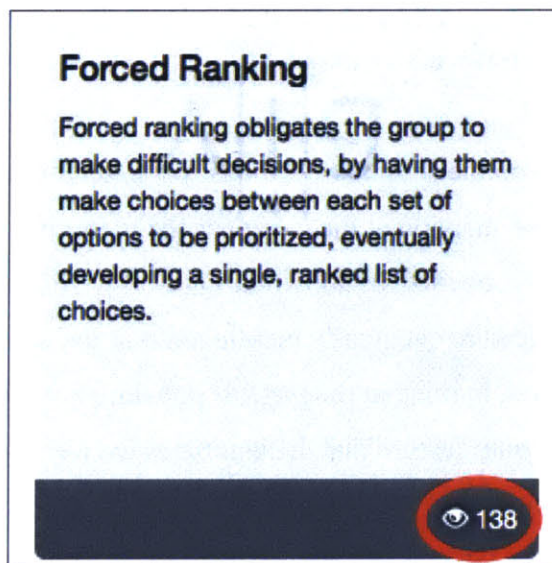 Forced Ranking
Forced ranking obligates the group to
make difficult decisions, by having them
make choices between each set of
options to be prioritized, eventually
developing a single, ranked list of
choices.
138